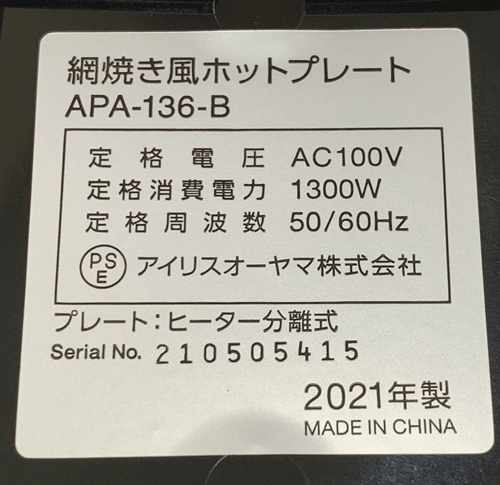 網焼き風ホットプレート
APA-136-B
定格電圧 AC100V
定格消費電力 1300W
定格周波数 50/60Hz
PSE アイリスオーヤマ株式会社
プレート：ヒーター分離式
Serial No. 210505415
2021年製
MADE IN CHINA